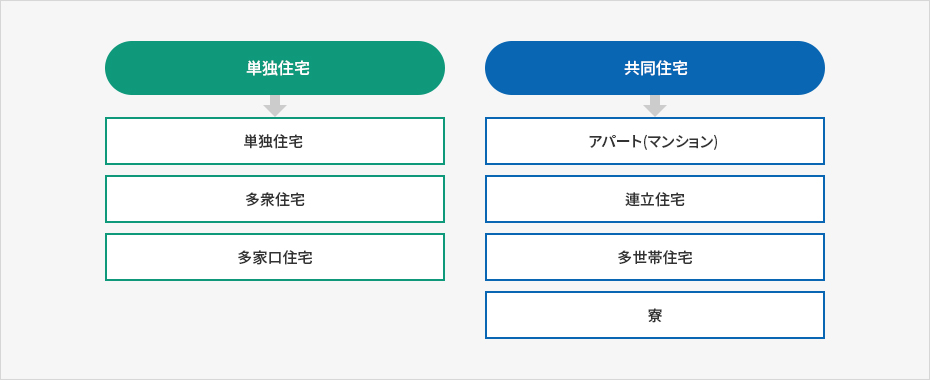 単独住宅
単独住宅
多衆住宅
多家口住宅
共同住宅
アパート(マンション)
連立住宅
多世帯住宅
寮